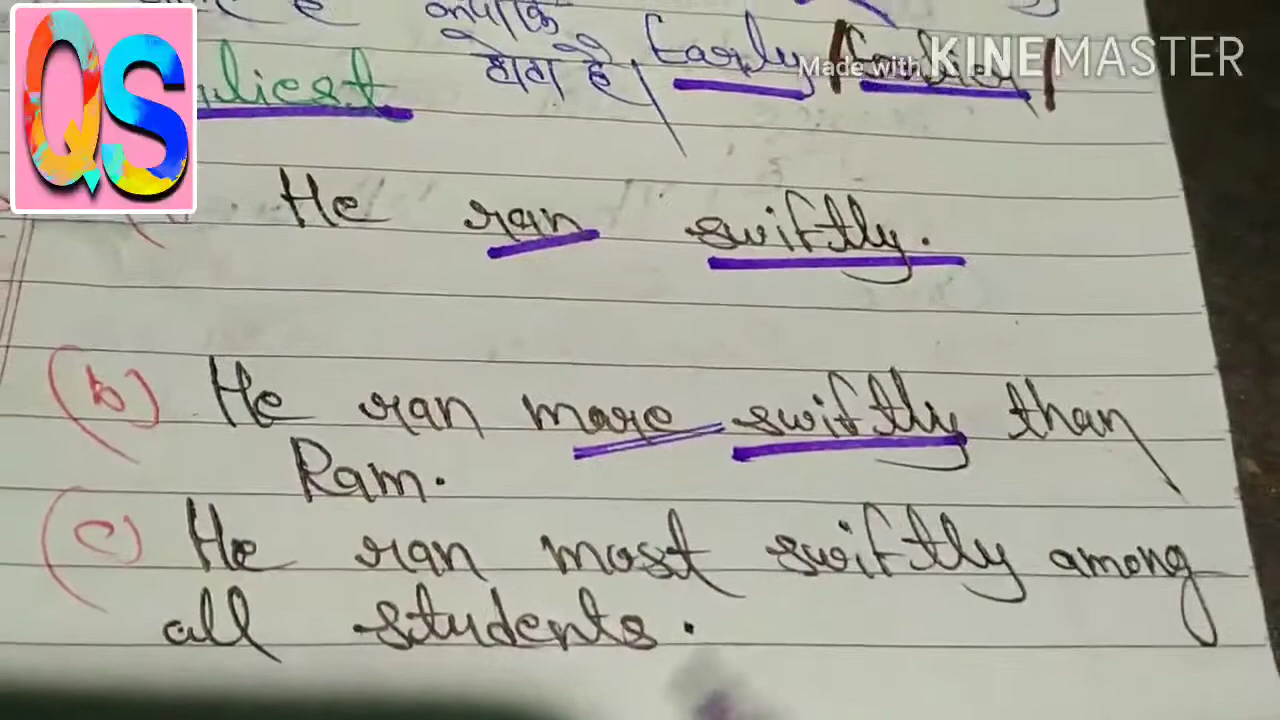 क्योंकि
होता है। Early / Earlier /
QS
Made with KINEMASTER
He ran swiftly.
(b) He ran more swiftly than
Ram.
(c) He ran most swiftly among
all students.